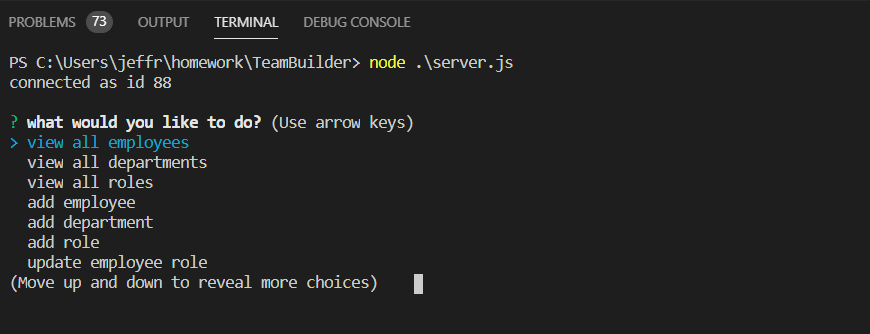 PROBLEMS 73 OUTPUT TERMINAL DEBUG CONSOLE
PS C:\Users\jeffr\homework\TeamBuilder> node .\server.js
connected as id 88
? what would you like to do? (Use arrow keys)
> view all employees
view all departments
view all roles
add employee
add department
add role
update employee role
(Move up and down to reveal more choices)